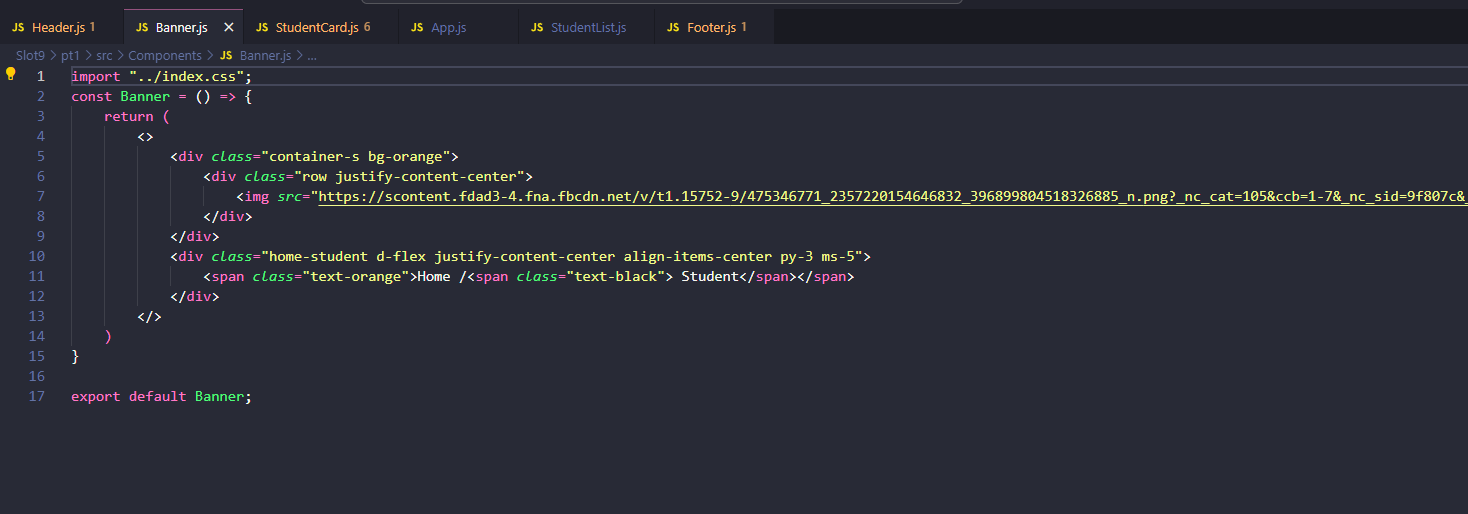 JS Header.js 1 JS Banner.js × JS StudentCard.js 6 JS App.js JS StudentList.js JS Footer.js 1
Slot9 > pt1 > src > Components > JS Banner.js > ...
1 import "../index.css";
2 const Banner = () => {
3 return (
4 <>
5 <div class="container-s bg-orange">
6 <div class="row justify-content-center">
7 <img src="https://scontent.fdad3-4.fna.fbcdn.net/v/t1.15752-9/475346771_2357220154646832_396899804518326885_n.png?_nc_cat=105&ccb=1-7&_nc_sid=9f807c&_
8 </div>
9 </div>
10 <div class="home-student d-flex justify-content-center align-items-center py-3 ms-5">
11 <span class="text-orange">Home /<span class="text-black"> Student</span></span>
12 </div>
13 </>
14 )
15 }
16
17 export default Banner;